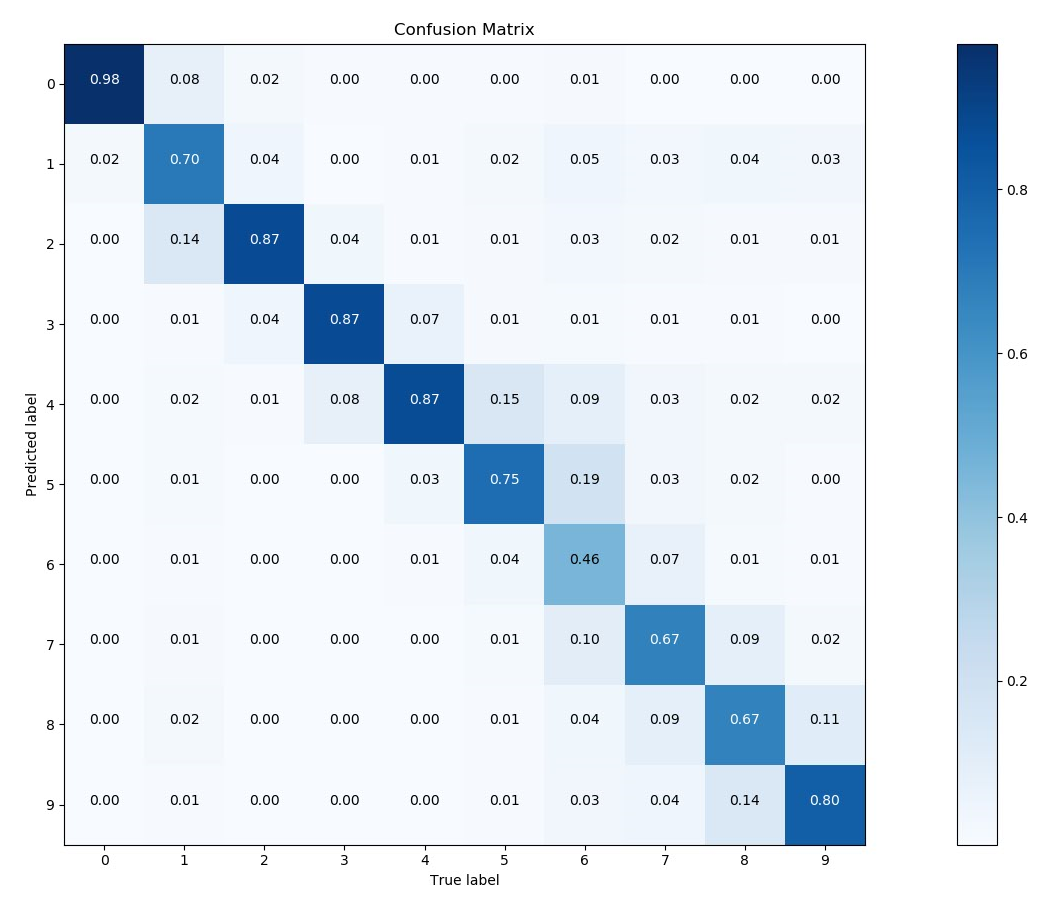 Confusion Matrix
0 0.98 0.08 0.02 0.00 0.00 0.00 0.01 0.00 0.00 0.00
1 0.02 0.70 0.04 0.00 0.01 0.02 0.05 0.03 0.04 0.03
2 0.00 0.14 0.87 0.04 0.01 0.01 0.03 0.02 0.01 0.01
3 0.00 0.01 0.04 0.87 0.07 0.01 0.01 0.01 0.01 0.00
4 0.00 0.02 0.01 0.08 0.87 0.15 0.09 0.03 0.02 0.02
5 0.00 0.01 0.00 0.00 0.03 0.75 0.19 0.03 0.02 0.00
6 0.00 0.01 0.00 0.00 0.01 0.04 0.46 0.07 0.01 0.01
7 0.00 0.01 0.00 0.00 0.00 0.01 0.10 0.67 0.09 0.02
8 0.00 0.02 0.00 0.00 0.00 0.01 0.04 0.09 0.67 0.11
9 0.00 0.01 0.00 0.00 0.00 0.01 0.03 0.04 0.14 0.80
0 1 2 3 4 5 6 7 8 9
True label
Predicted label
0.8
0.6
0.4
0.2